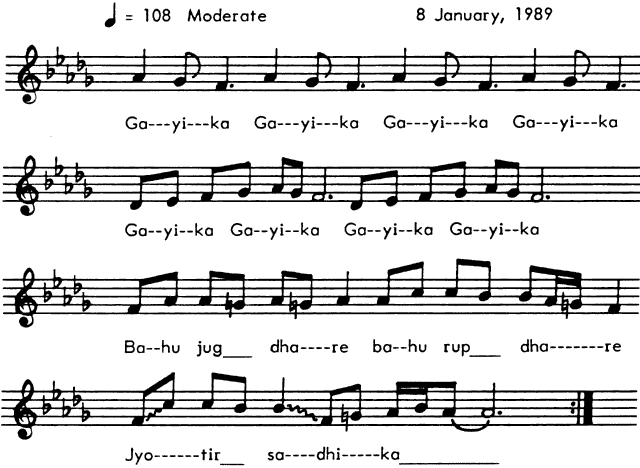 ♩ = 108 Moderate 8 January, 1989
Ga---yi---ka Ga---yi---ka Ga---yi---ka Ga---yi---ka
Ga--yi--ka Ga--yi--ka Ga--yi--ka Ga--yi--ka
Ba--hu jug___ dha----re ba--hu rup___ dha-------re
Jyo------tir__ sa----dhi----ka__________